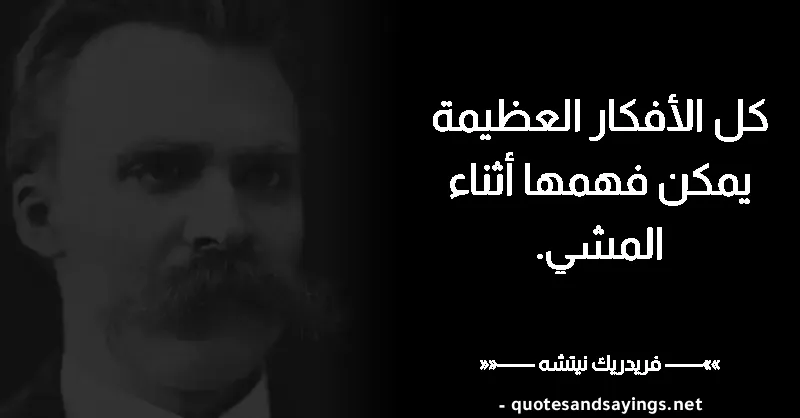 كل الأفكار العظيمة
يمكن فهمها أثناء
المشي.
»»—— فريدريك نيتشه ——««
- quotesandsayings.net